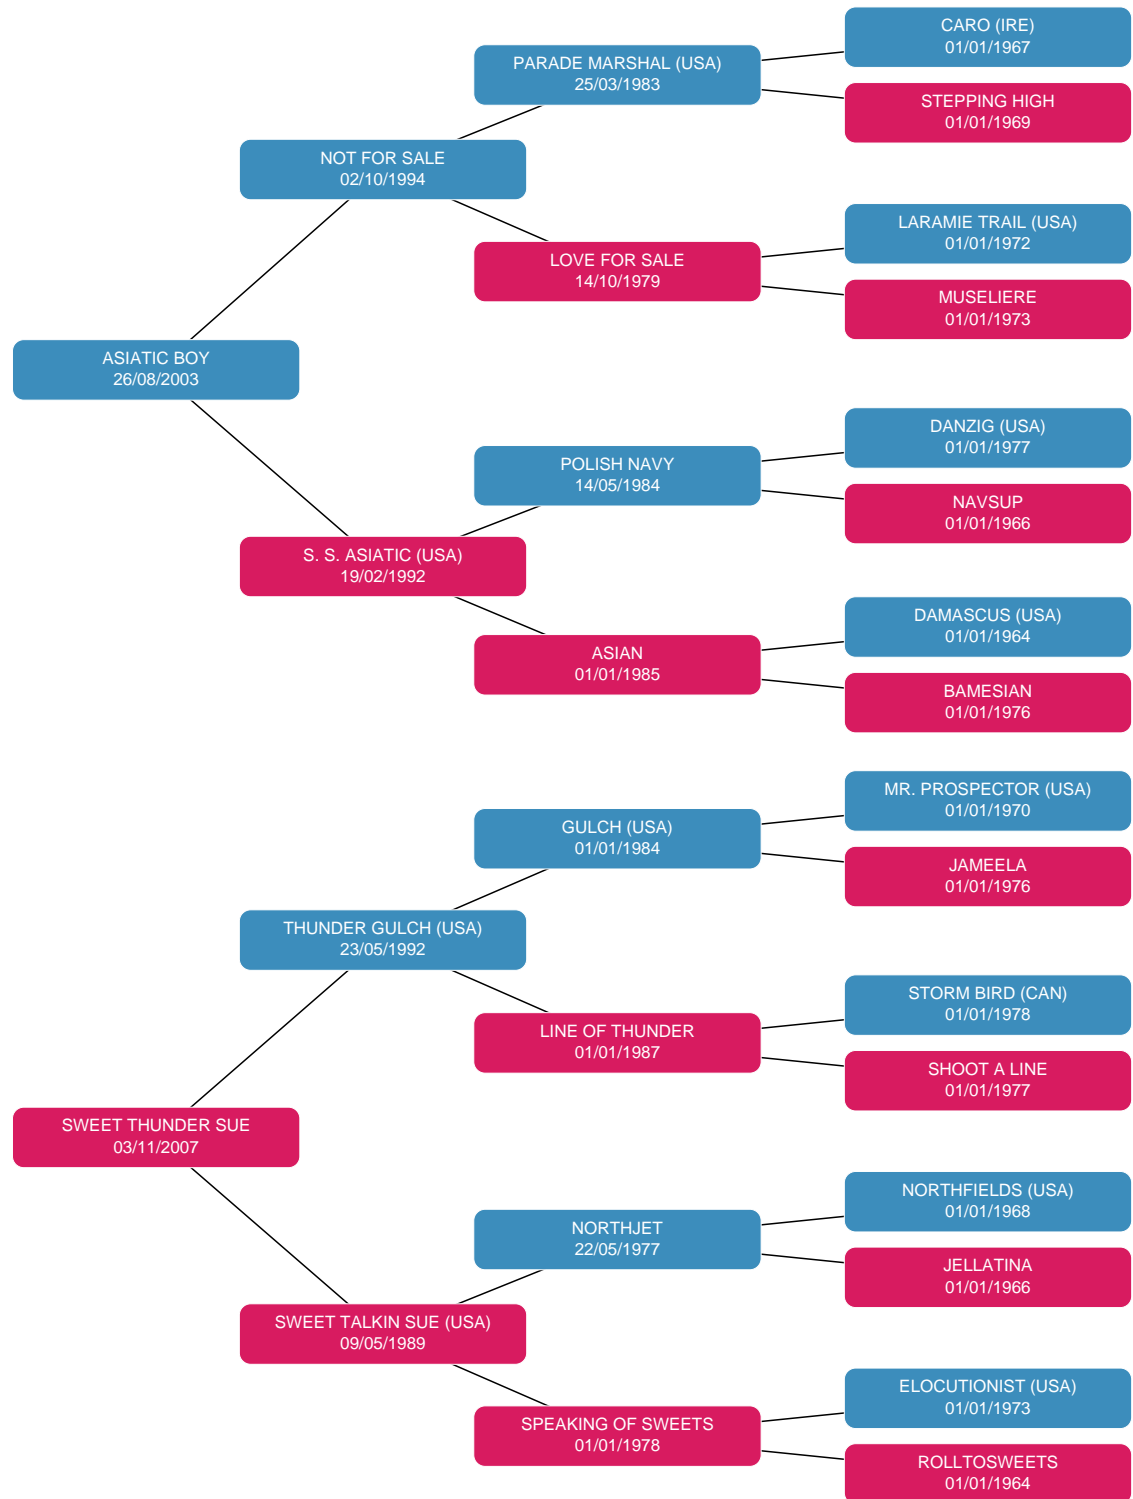 CARO (IRE)
01/01/1967
PARADE MARSHAL (USA)
25/03/1983
STEPPING HIGH
01/01/1969
NOT FOR SALE
02/10/1994
LARAMIE TRAIL (USA)
01/01/1972
LOVE FOR SALE
14/10/1979
MUSELIERE
01/01/1973
ASIATIC BOY
26/08/2003
DANZIG (USA)
01/01/1977
POLISH NAVY
14/05/1984
NAVSUP
01/01/1966
S. S. ASIATIC (USA)
19/02/1992
DAMASCUS (USA)
01/01/1964
ASIAN
01/01/1985
BAMESIAN
01/01/1976
MR. PROSPECTOR (USA)
01/01/1970
GULCH (USA)
01/01/1984
JAMEELA
01/01/1976
THUNDER GULCH (USA)
23/05/1992
STORM BIRD (CAN)
01/01/1978
LINE OF THUNDER
01/01/1987
SHOOT A LINE
01/01/1977
SWEET THUNDER SUE
03/11/2007
NORTHFIELDS (USA)
01/01/1968
NORTHJET
22/05/1977
JELLATINA
01/01/1966
SWEET TALKIN SUE (USA)
09/05/1989
ELOCUTIONIST (USA)
01/01/1973
SPEAKING OF SWEETS
01/01/1978
ROLLTOSWEETS
01/01/1964